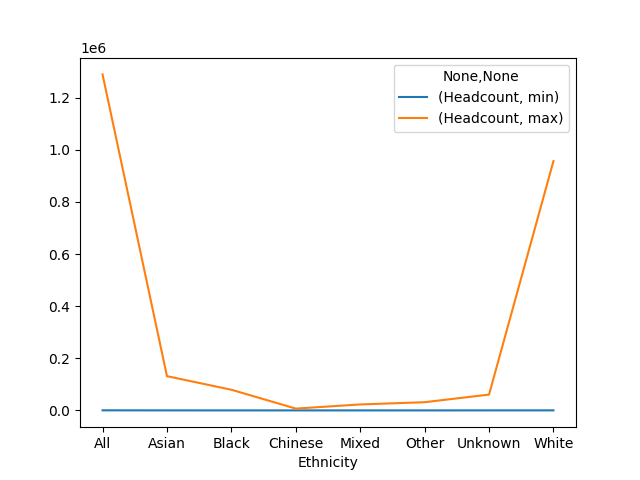 1e6
None,None
(Headcount, min)
(Headcount, max)
1.2
1.0
0.8
0.6
0.4
0.2
0.0
All Asian Black Chinese Mixed Other Unknown White
Ethnicity